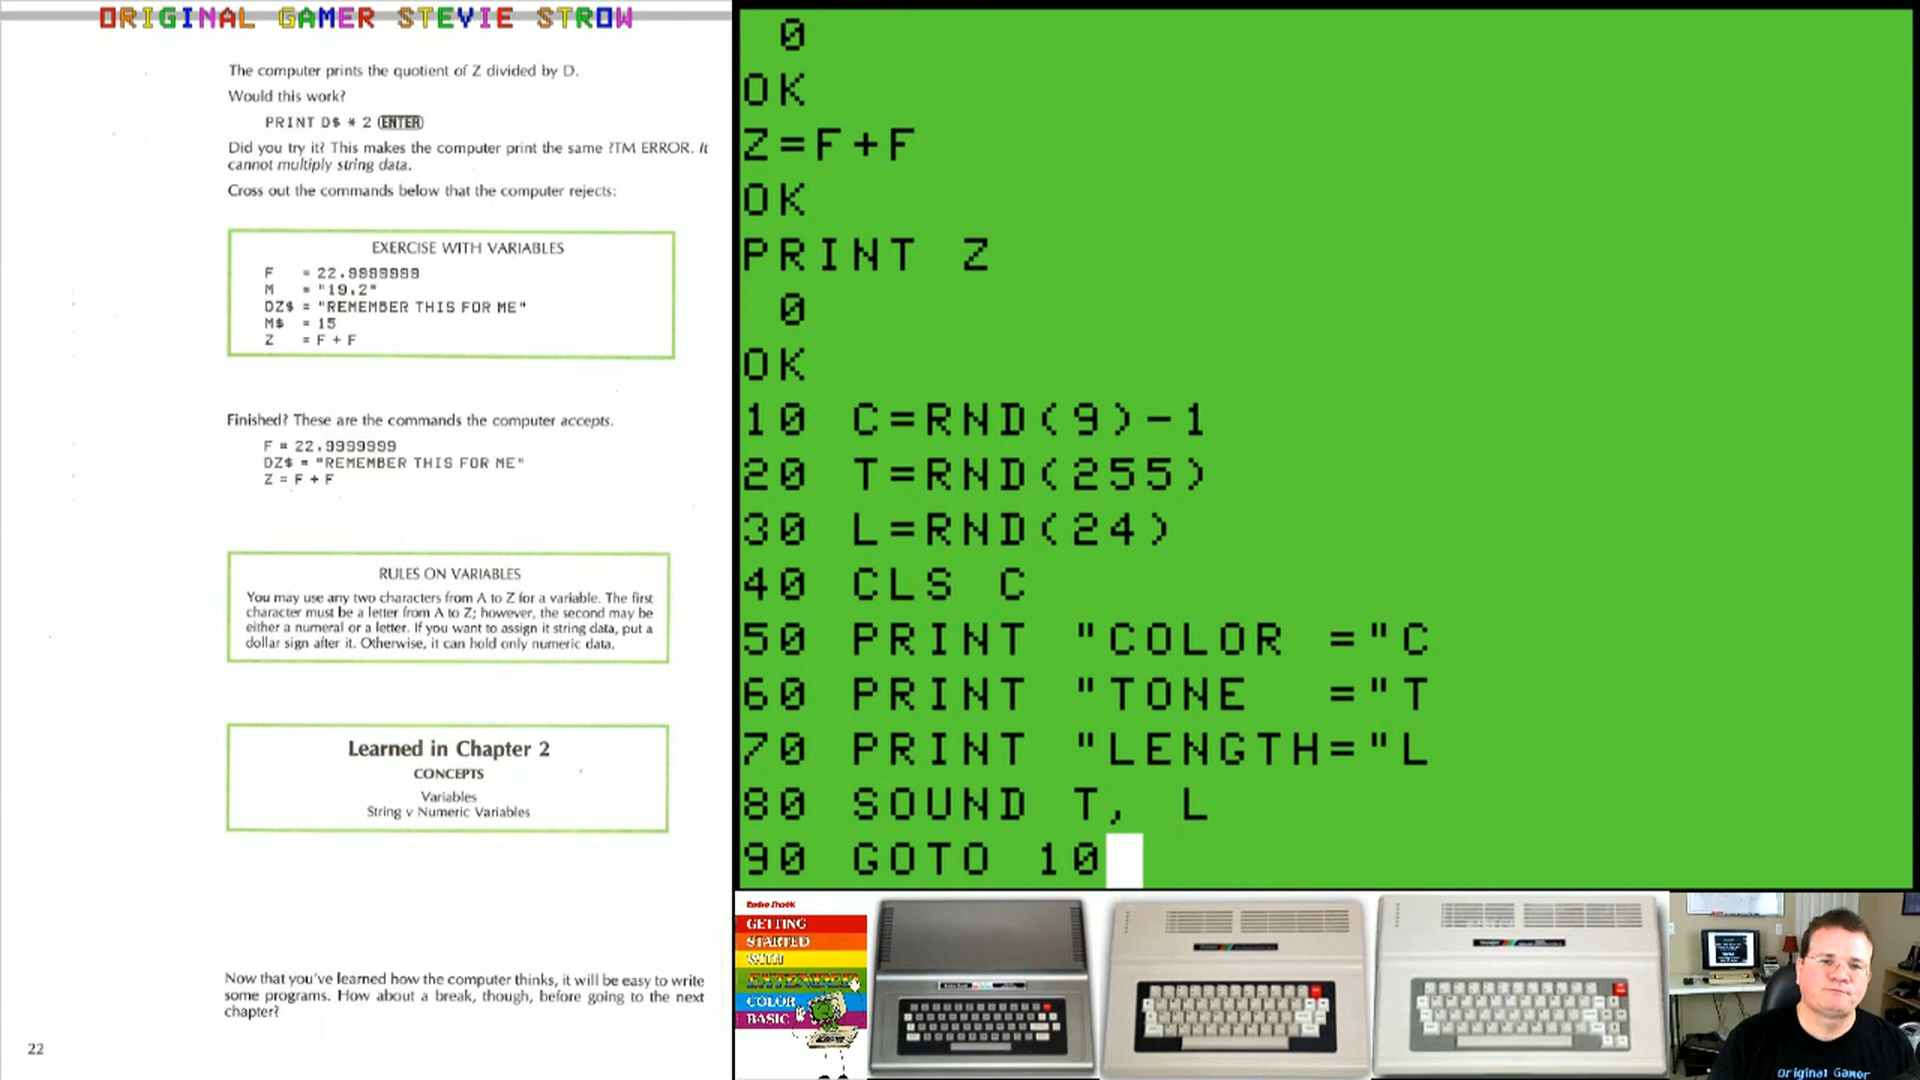 ORIGINAL GAMER STEVIE STROW
The computer prints the quotient of Z divided by D.
Would this work?
PRINT D$ * 2 ENTER
Did you try it? This makes the computer print the same ?TM ERROR. It
cannot multiply string data.
Cross out the commands below that the computer rejects:
EXERCISE WITH VARIABLES
F = 22.9999999
M = "19.2"
DZ$ = "REMEMBER THIS FOR ME"
M$ = 15
Z = F + F
Finished? These are the commands the computer accepts.
F = 22.9999999
DZ$ = "REMEMBER THIS FOR ME"
Z = F + F
RULES ON VARIABLES
You may use any two characters from A to Z for a variable. The first
character must be a letter from A to Z; however, the second may be
either a numeral or a letter. If you want to assign it string data, put a
dollar sign after it. Otherwise, it can hold only numeric data.
Learned in Chapter 2
CONCEPTS
Variables
String v Numeric Variables
Now that you've learned how the computer thinks, it will be easy to write
some programs. How about a break, though, before going to the next
chapter?
22
0
OK
Z=F+F
OK
PRINT Z
0
OK
10 C=RND(9)-1
20 T=RND(255)
30 L=RND(24)
40 CLS C
50 PRINT "COLOR ="C
60 PRINT "TONE  ="T
70 PRINT "LENGTH="L
80 SOUND T, L
90 GOTO 10
Radio Shack
GETTING
STARTED
WITH
EXTENDED
COLOR
BASIC
Original Gamer